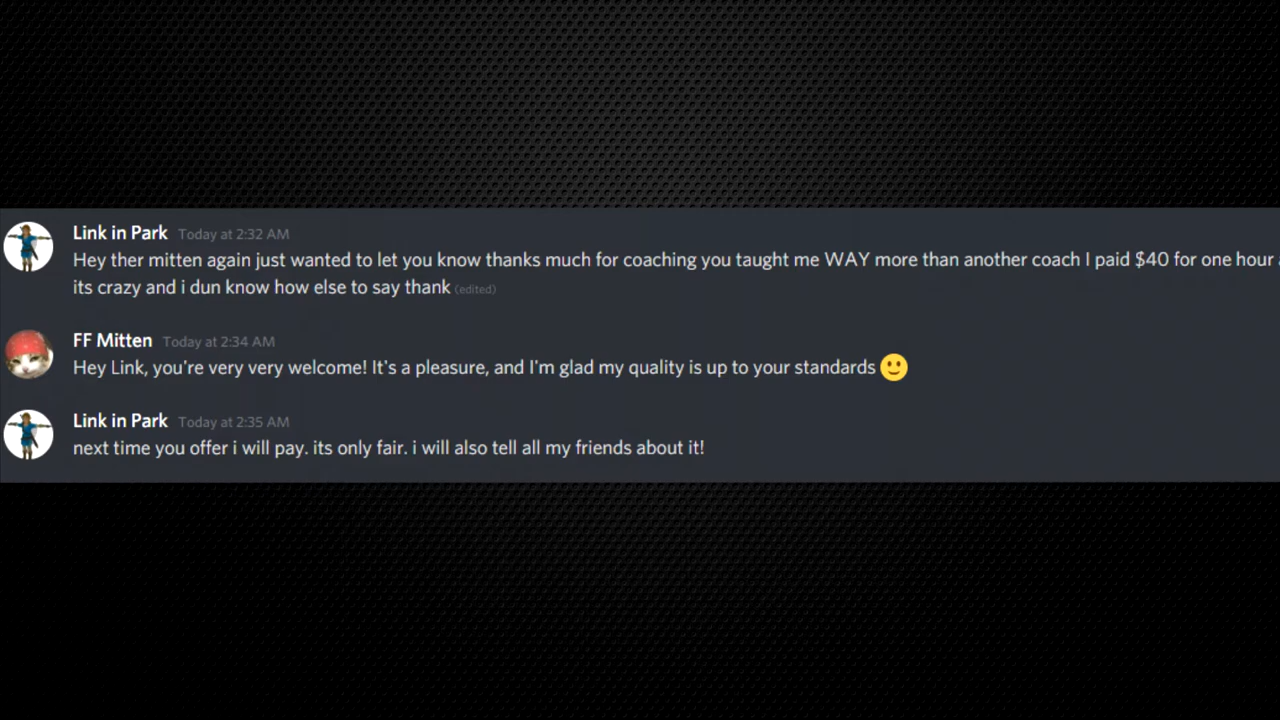 Link in Park Today at 2:32 AM
Hey ther mitten again just wanted to let you know thanks much for coaching you taught me WAY more than another coach I paid $40 for one hour
its crazy and i dun know how else to say thank (edited)
FF Mitten Today at 2:34 AM
Hey Link, you're very very welcome! It's a pleasure, and I'm glad my quality is up to your standards 🙂
Link in Park Today at 2:35 AM
next time you offer i will pay. its only fair. i will also tell all my friends about it!